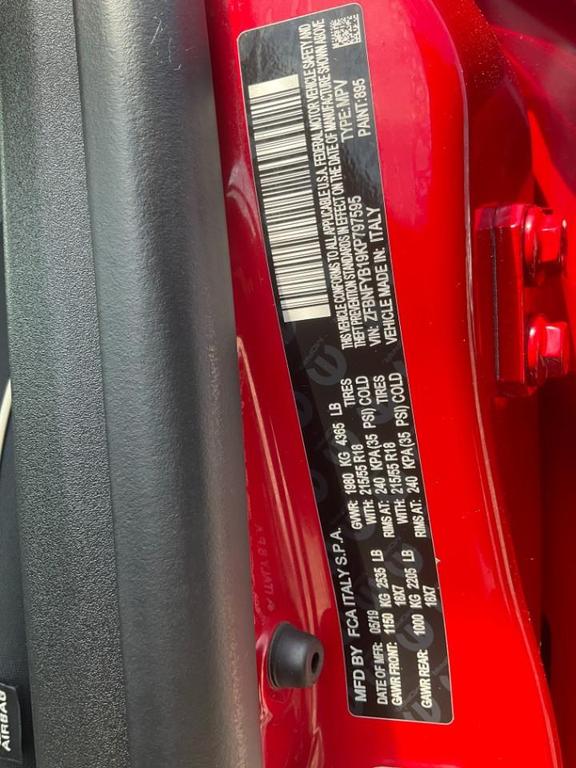 MFD BY FCA ITALY S.P.A.
DATE OF MFR: 05/19 GVWR: 1980 KG 4365 LB
GAWR FRONT: 1150 KG 2535 LB WITH: 215/55 R18 TIRES
18X7 RIMS AT: 240 KPA(35 PSI) COLD
GAWR REAR: 1000 KG 2205 LB WITH: 215/55 R18 TIRES
18X7 RIMS AT: 240 KPA(35 PSI) COLD
THIS VEHICLE CONFORMS TO ALL APPLICABLE U.S.A. FEDERAL MOTOR VEHICLE SAFETY AND
THEFT PREVENTION STANDARDS IN EFFECT ON THE DATE OF MANUFACTURE SHOWN ABOVE
VIN: ZFBNFYB19KP797595 TYPE: MPV
VEHICLE MADE IN: ITALY PAINT: 895
AIRBAG